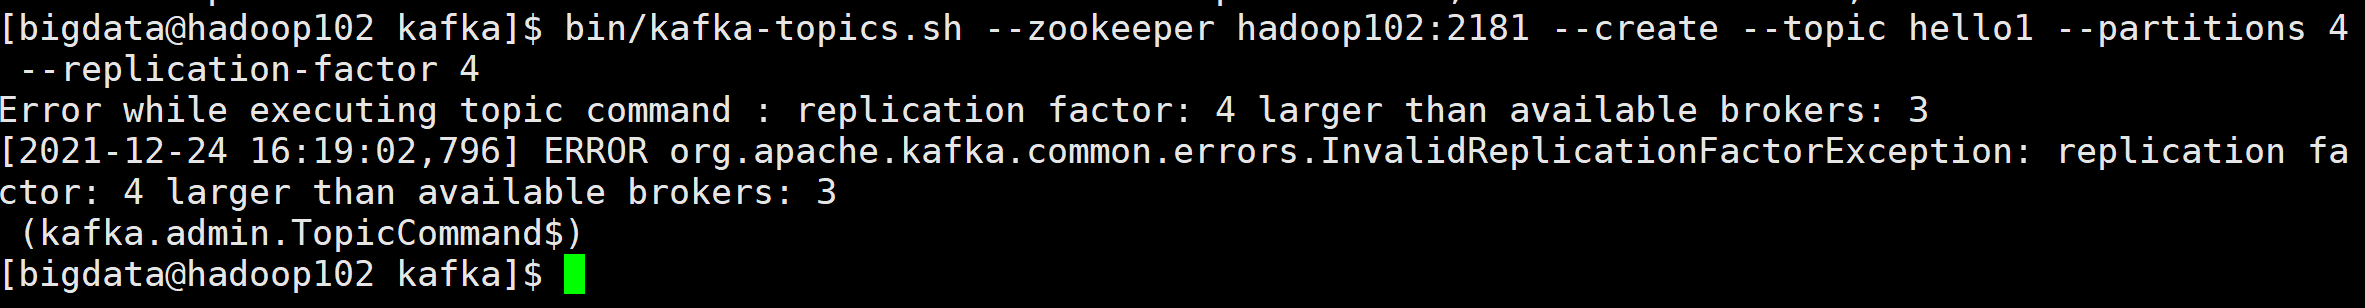 [bigdata@hadoop102 kafka]$ bin/kafka-topics.sh --zookeeper hadoop102:2181 --create --topic hello1 --partitions 4
 --replication-factor 4
Error while executing topic command : replication factor: 4 larger than available brokers: 3
[2021-12-24 16:19:02,796] ERROR org.apache.kafka.common.errors.InvalidReplicationFactorException: replication fa
ctor: 4 larger than available brokers: 3
 (kafka.admin.TopicCommand$)
[bigdata@hadoop102 kafka]$